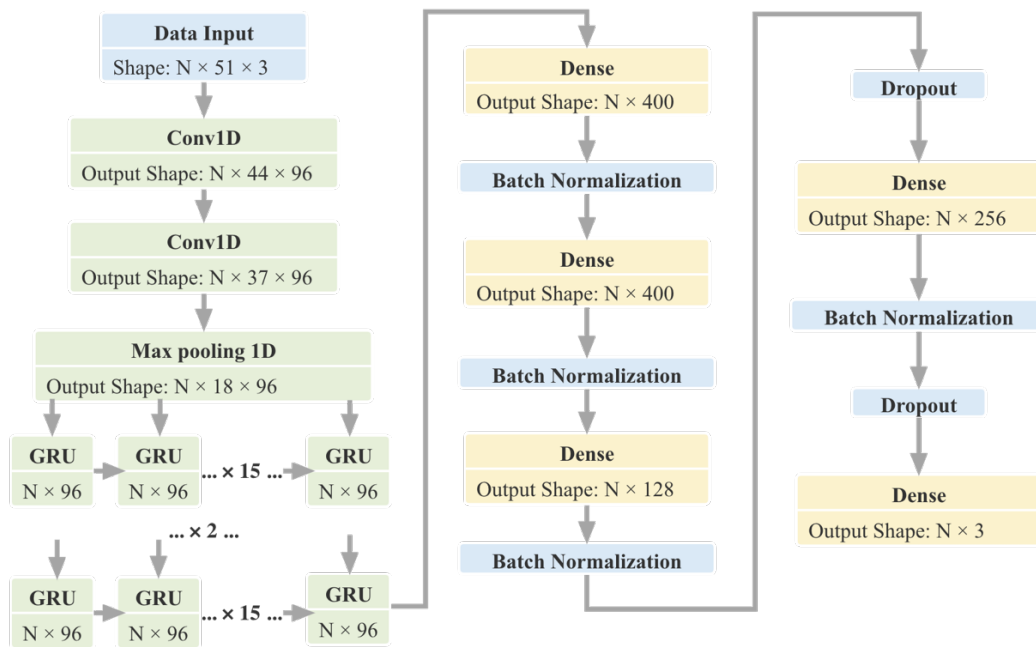 Data Input
Shape: N × 51 × 3
Conv1D
Output Shape: N × 44 × 96
Conv1D
Output Shape: N × 37 × 96
Max pooling 1D
Output Shape: N × 18 × 96
GRU
N × 96
GRU
N × 96
... × 15 ...
GRU
N × 96
... × 2 ...
GRU
N × 96
GRU
N × 96
... × 15 ...
GRU
N × 96
Dense
Output Shape: N × 400
Batch Normalization
Dense
Output Shape: N × 400
Batch Normalization
Dense
Output Shape: N × 128
Batch Normalization
Dropout
Dense
Output Shape: N × 256
Batch Normalization
Dropout
Dense
Output Shape: N × 3